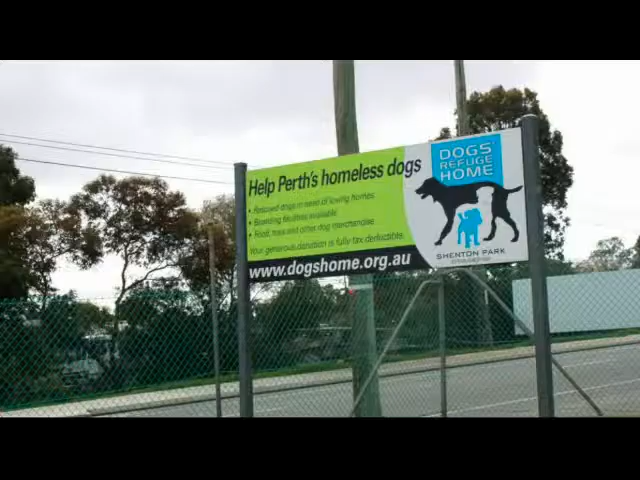 Help Perth's homeless dogs
• Rescued dogs in need of loving homes
• Boarding facilities available
• Food, toys and other dog merchandise
Your generous donation is fully tax deductible.
www.dogshome.org.au
DOGS'
REFUGE
HOME
SHENTON PARK